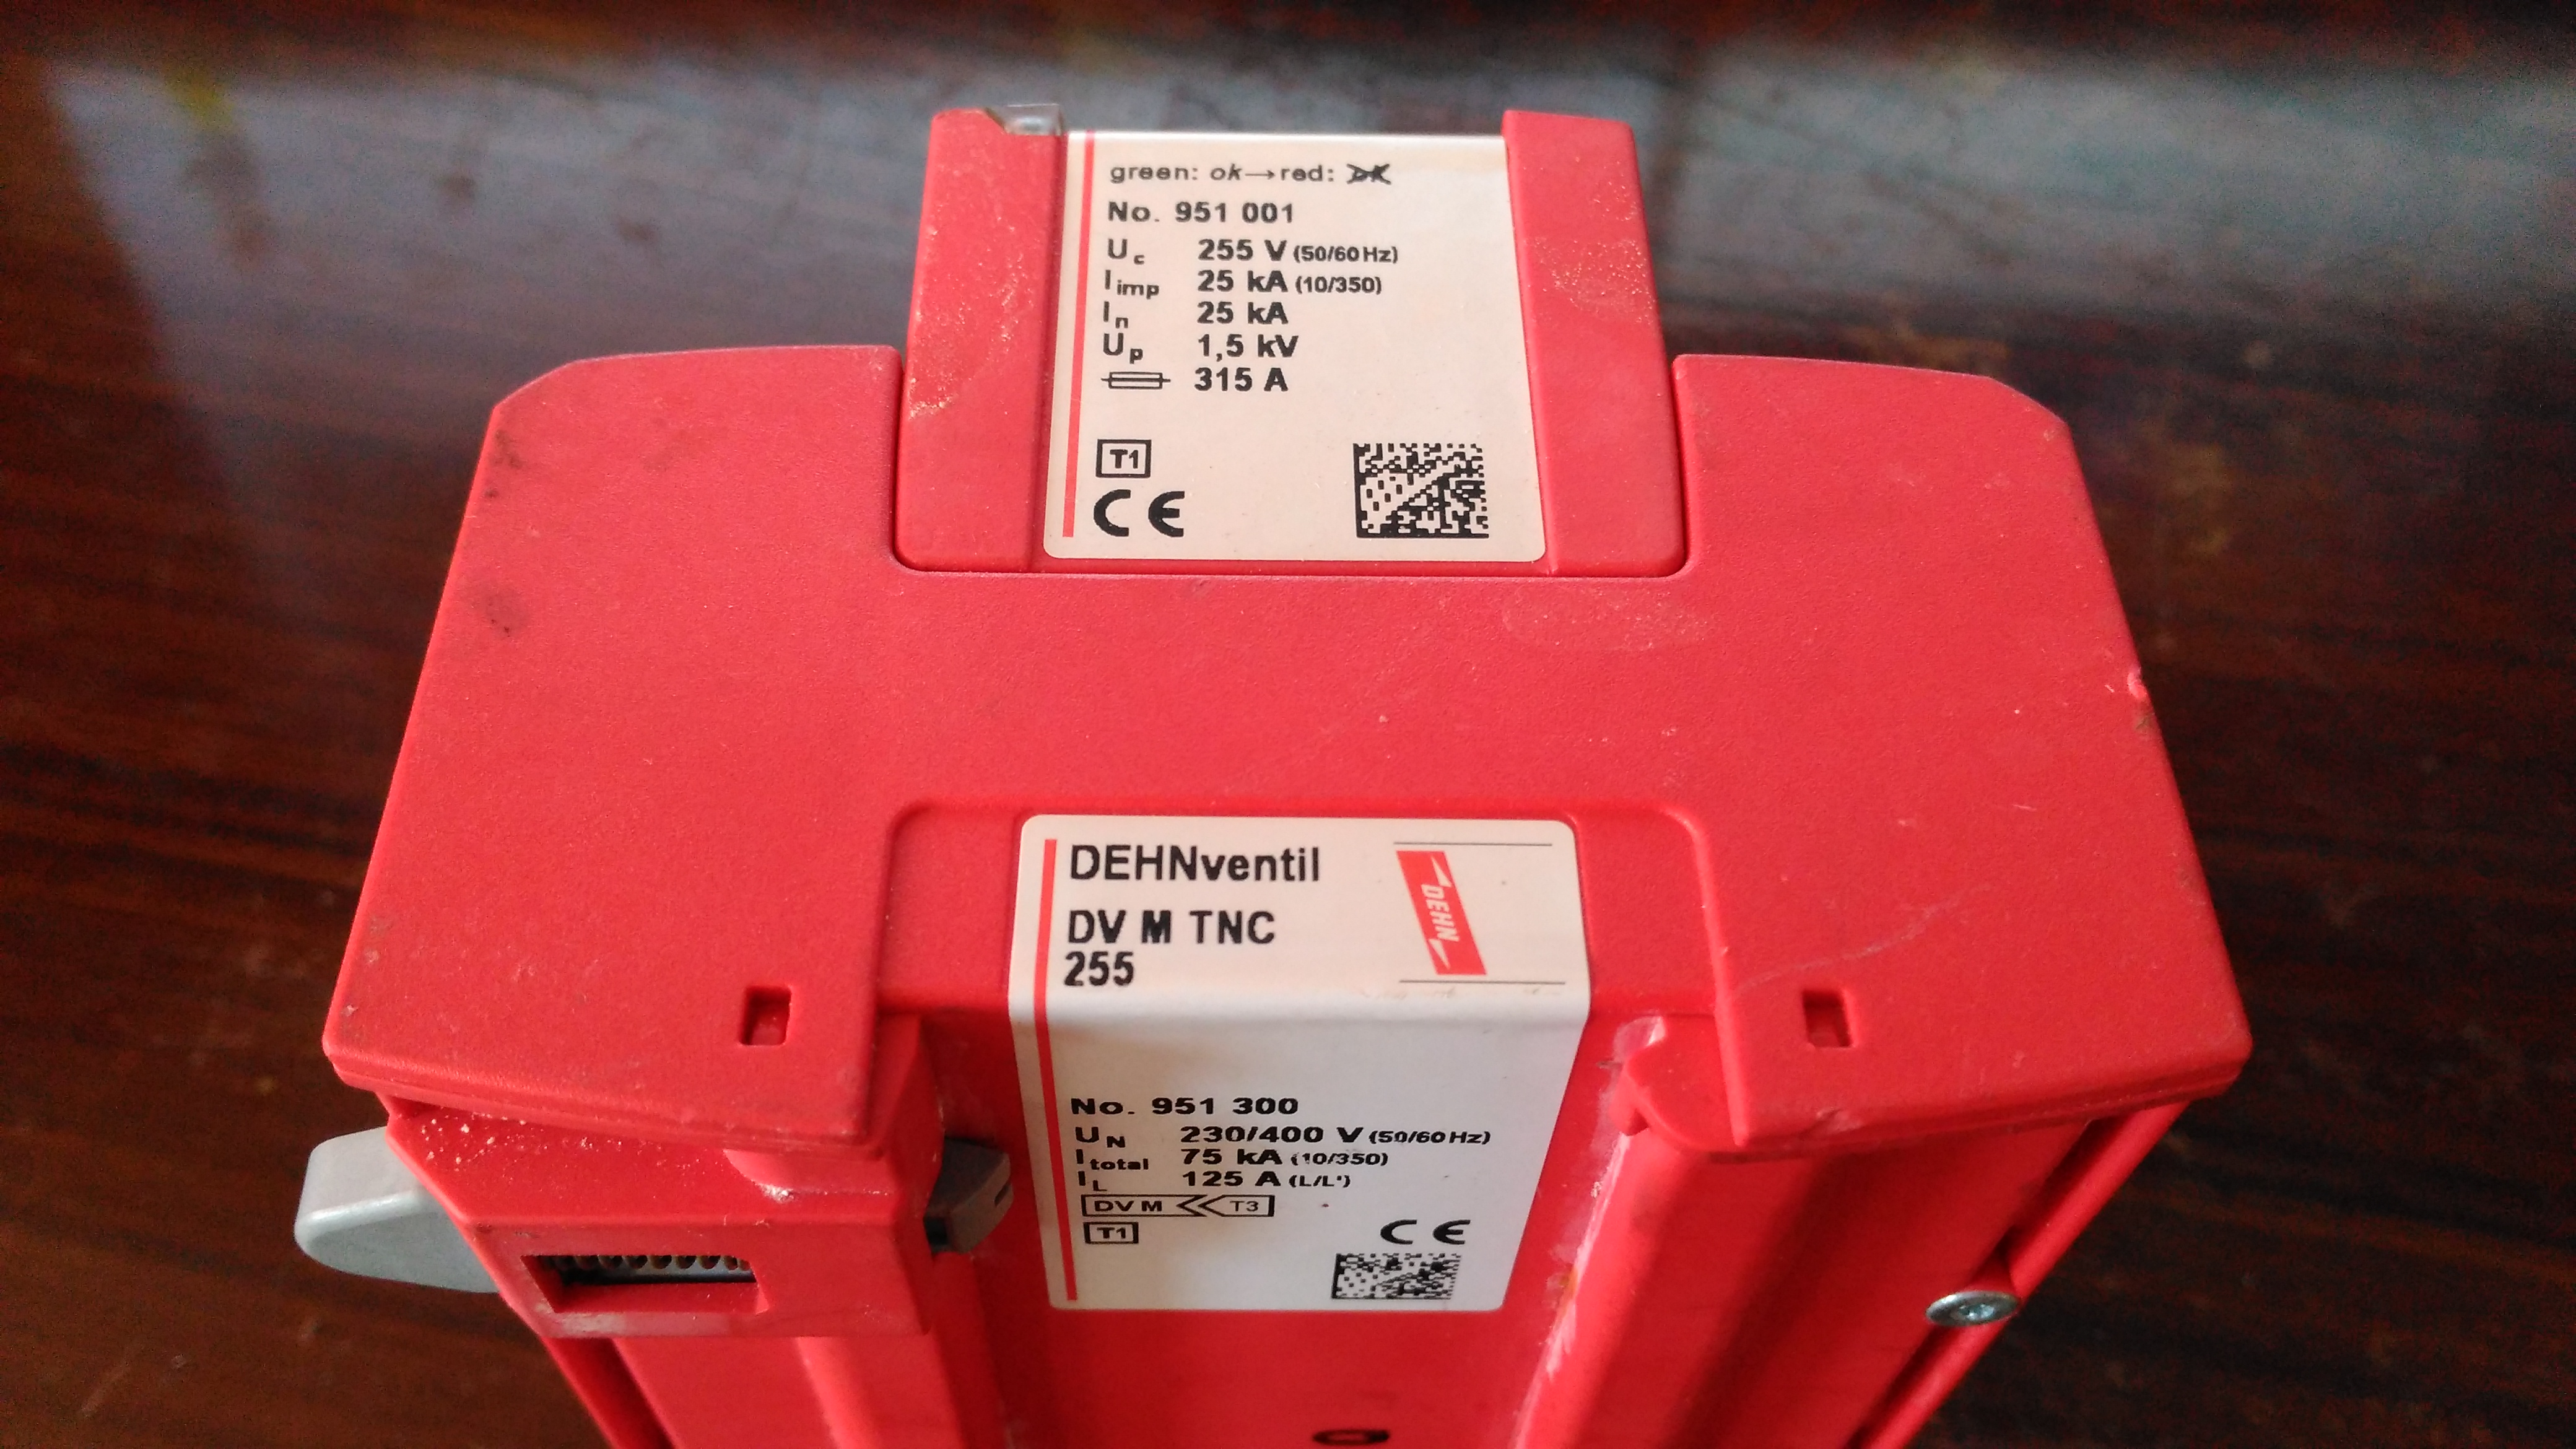 green: ok→red: ok
No. 951 001
Uc 255 V (50/60Hz)
Iimp 25 kA (10/350)
In 25 kA
Up 1,5 kV
315 A
T1
CE
DEHNventil
DEHN
DV M TNC
255
No. 951 300
UN 230/400 V (50/60Hz)
Itotal 75 kA (10/350)
IL 125 A (L/L')
DV M T3
T1
CE